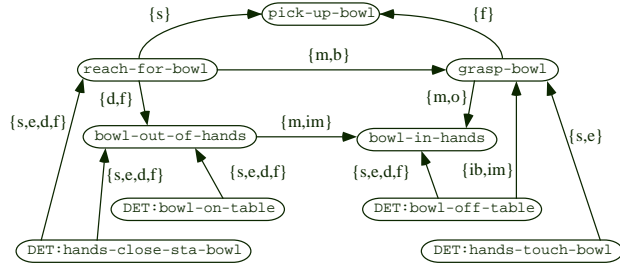 {s} pick-up-bowl {f}
reach-for-bowl {m,b} grasp-bowl
{d,f} {m,o}
{s,e,d,f} bowl-out-of-hands {m,im} bowl-in-hands {s,e}
{s,e,d,f} {s,e,d,f} {s,e,d,f} {ib,im}
DET:bowl-on-table DET:bowl-off-table
DET:hands-close-sta-bowl DET:hands-touch-bowl